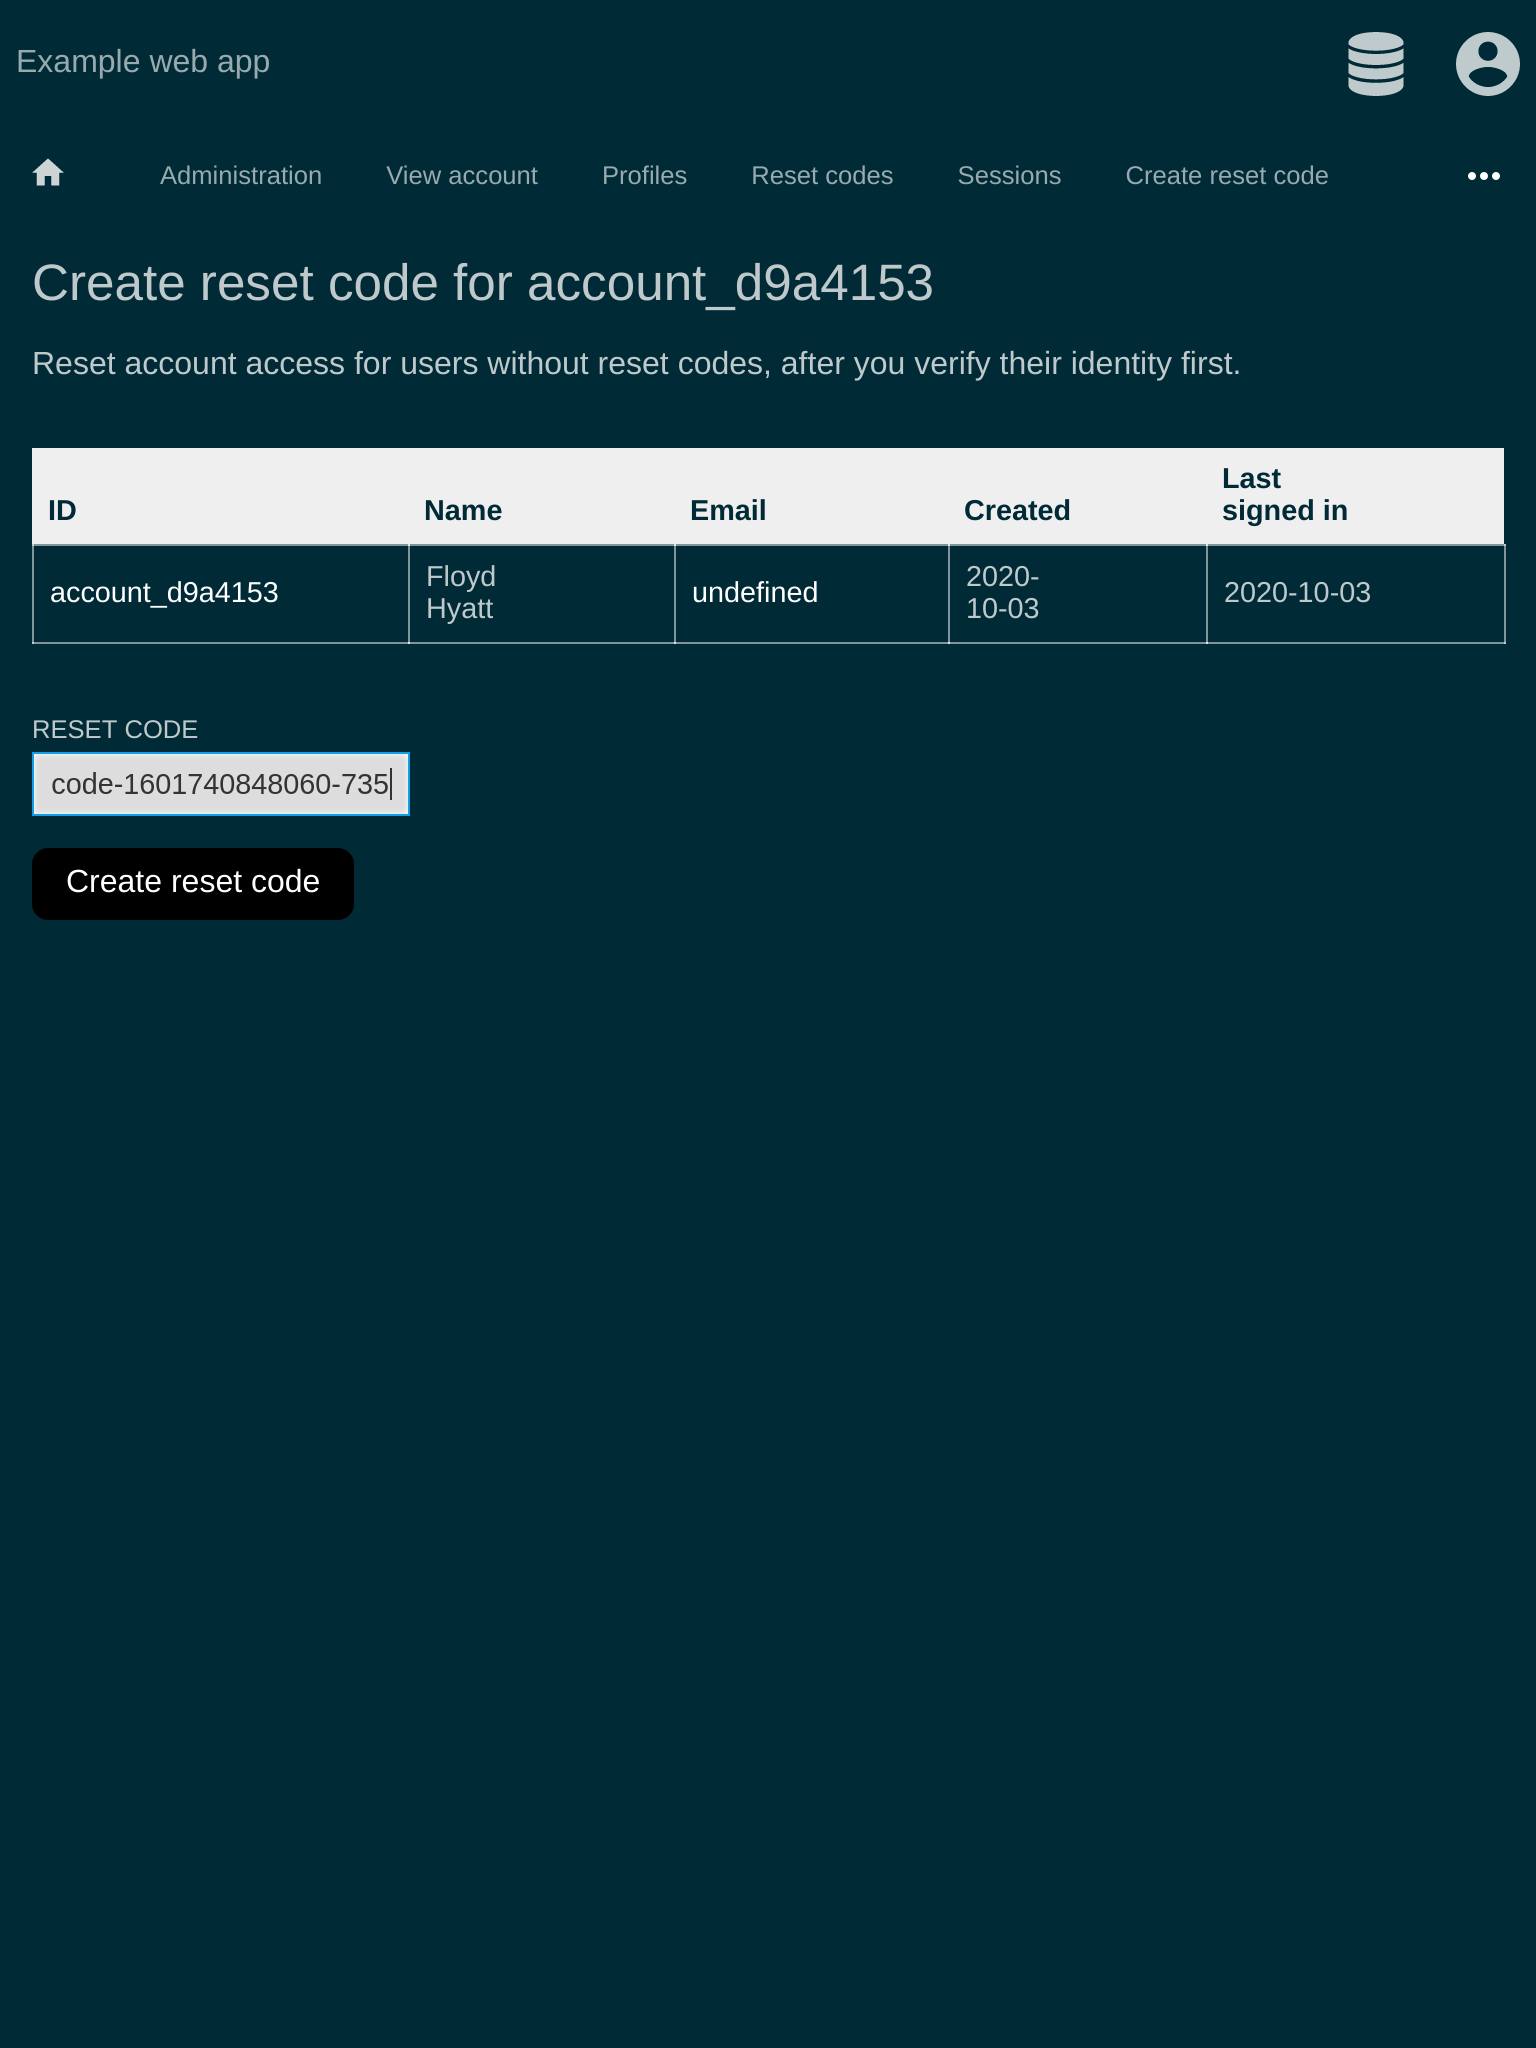 Example web app
Administration View account Profiles Reset codes Sessions Create reset code
Create reset code for account_d9a4153
Reset account access for users without reset codes, after you verify their identity first.
ID Name Email Created Last signed in
account_d9a4153 Floyd Hyatt undefined 2020-10-03 2020-10-03
RESET CODE
code-1601740848060-735
Create reset code